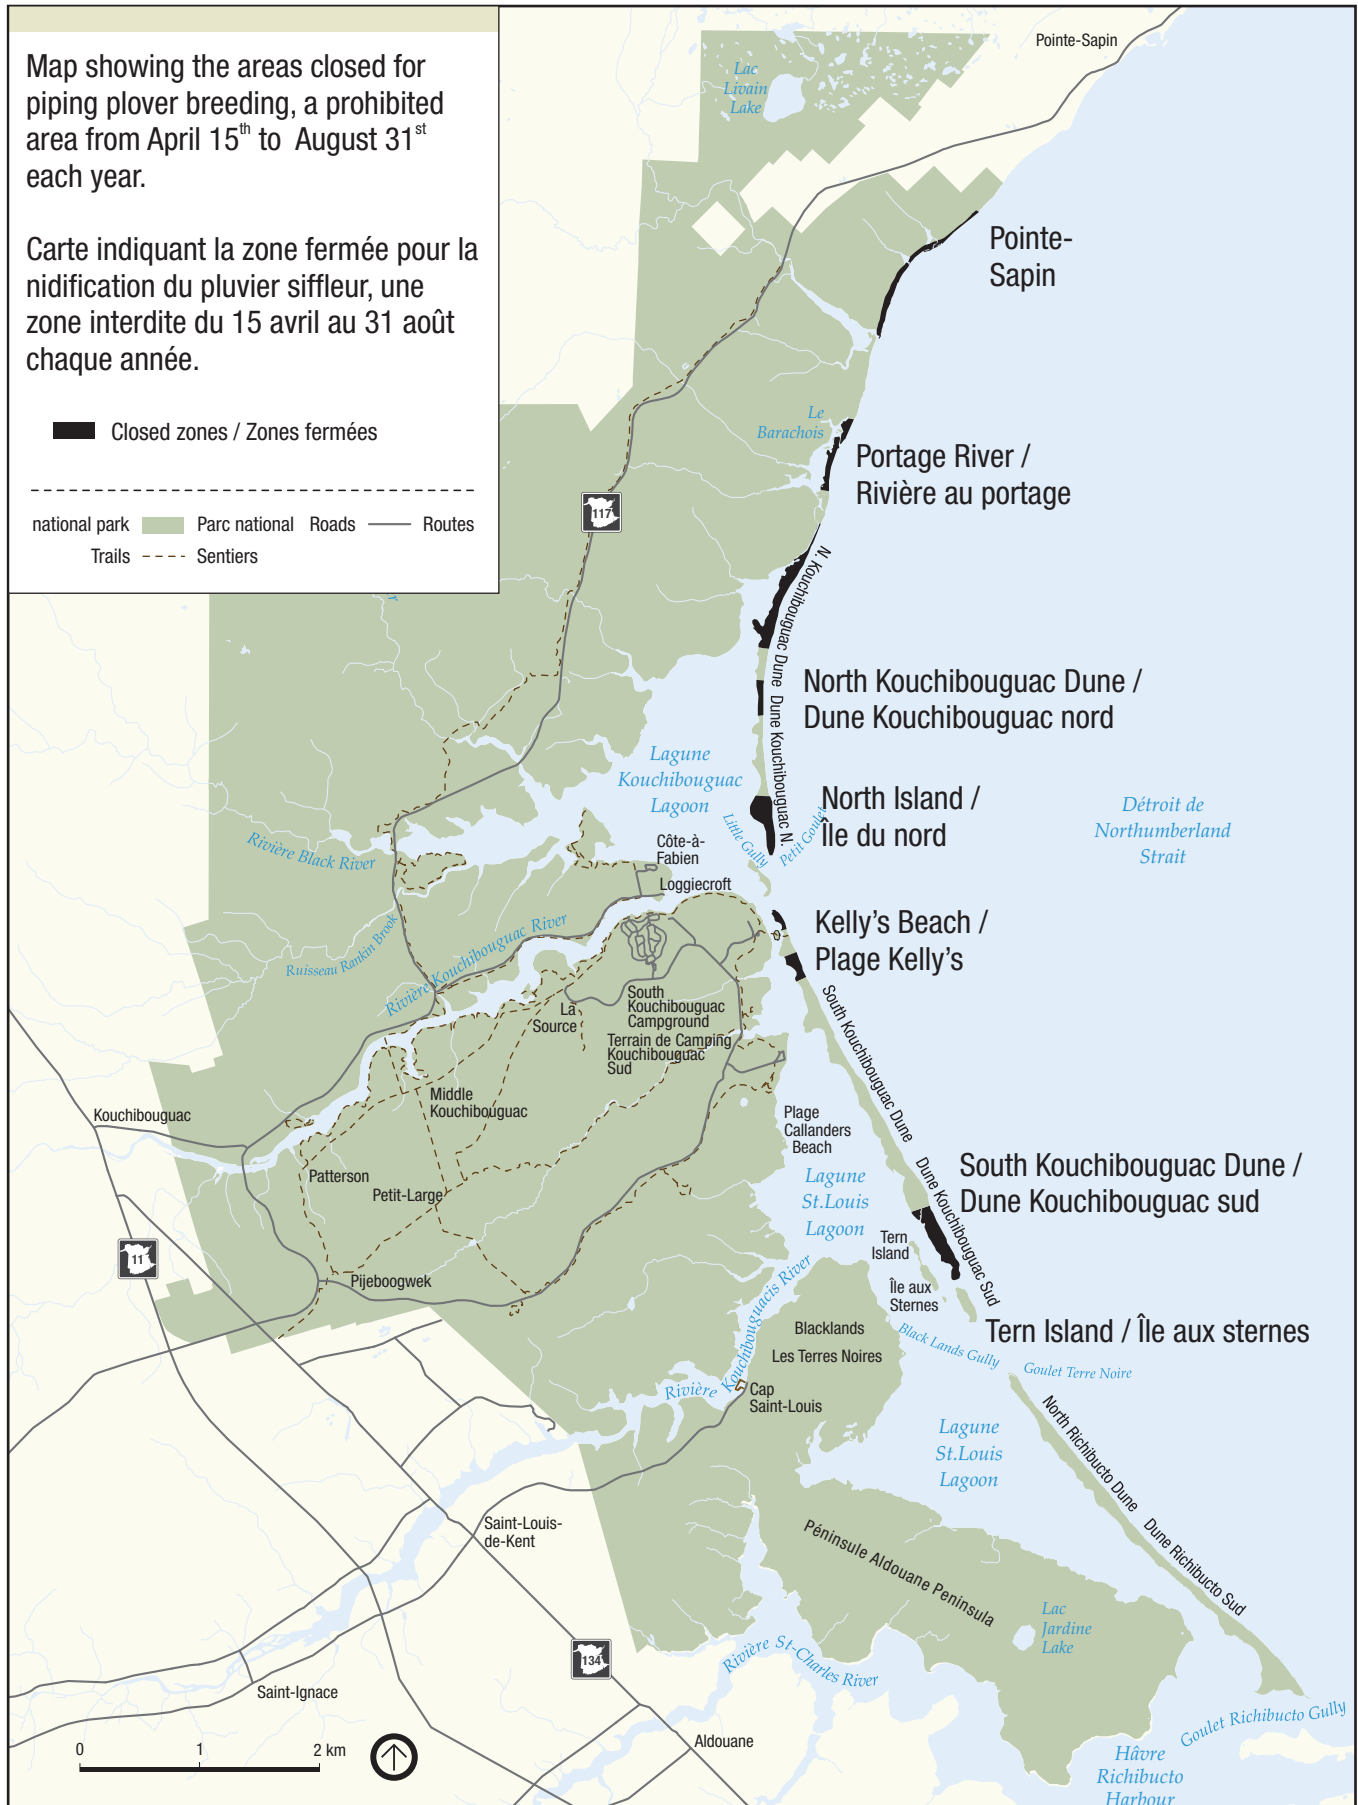 Map showing the areas closed for
piping plover breeding, a prohibited
area from April 15th to August 31st
each year.
Carte indiquant la zone fermée pour la
nidification du pluvier siffleur, une
zone interdite du 15 avril au 31 août
chaque année.
Closed zones / Zones fermées
national park Parc national Roads Routes
Trails Sentiers
Pointe-Sapin
Lac
Livain
Lake
Pointe-
Sapin
Le
Barachois
Portage River /
Rivière au portage
117
N. Kouchibouguac Dune Dune Kouchibouguac N.
North Kouchibouguac Dune /
Dune Kouchibouguac nord
Lagune
Kouchibouguac
Lagoon
North Island /
Île du nord
Little Gully
Petit Goulet
Détroit de
Northumberland
Strait
Rivière Black River
Côte-à-
Fabien
Loggiecroft
Kelly's Beach /
Plage Kelly's
Ruisseau Rankin Brook
Rivière Kouchibouguac River
La
Source
South
Kouchibouguac
Campground
Terrain de Camping
Kouchibouguac
Sud
South Kouchibouguac Dune
Dune Kouchibouguac Sud
Middle
Kouchibouguac
Kouchibouguac
Plage
Callanders
Beach
Patterson
Petit-Large
Lagune
St.Louis
Lagoon
South Kouchibouguac Dune /
Dune Kouchibouguac sud
11
Tern
Island
Pijeboogwek
Île aux
Sternes
Tern Island / Île aux sternes
Blacklands
Les Terres Noires
Black Lands Gully
Goulet Terre Noire
Rivière Kouchibouguacis River
Cap
Saint-Louis
Lagune
St.Louis
Lagoon
North Richibucto Dune
Dune Richibucto Sud
Saint-Louis-
de-Kent
Péninsule Aldouane Peninsula
Lac
Jardine
Lake
134
Rivière St-Charles River
Saint-Ignace
Aldouane
Goulet Richibucto Gully
Hâvre
Richibucto
Harbour
0 1 2 km